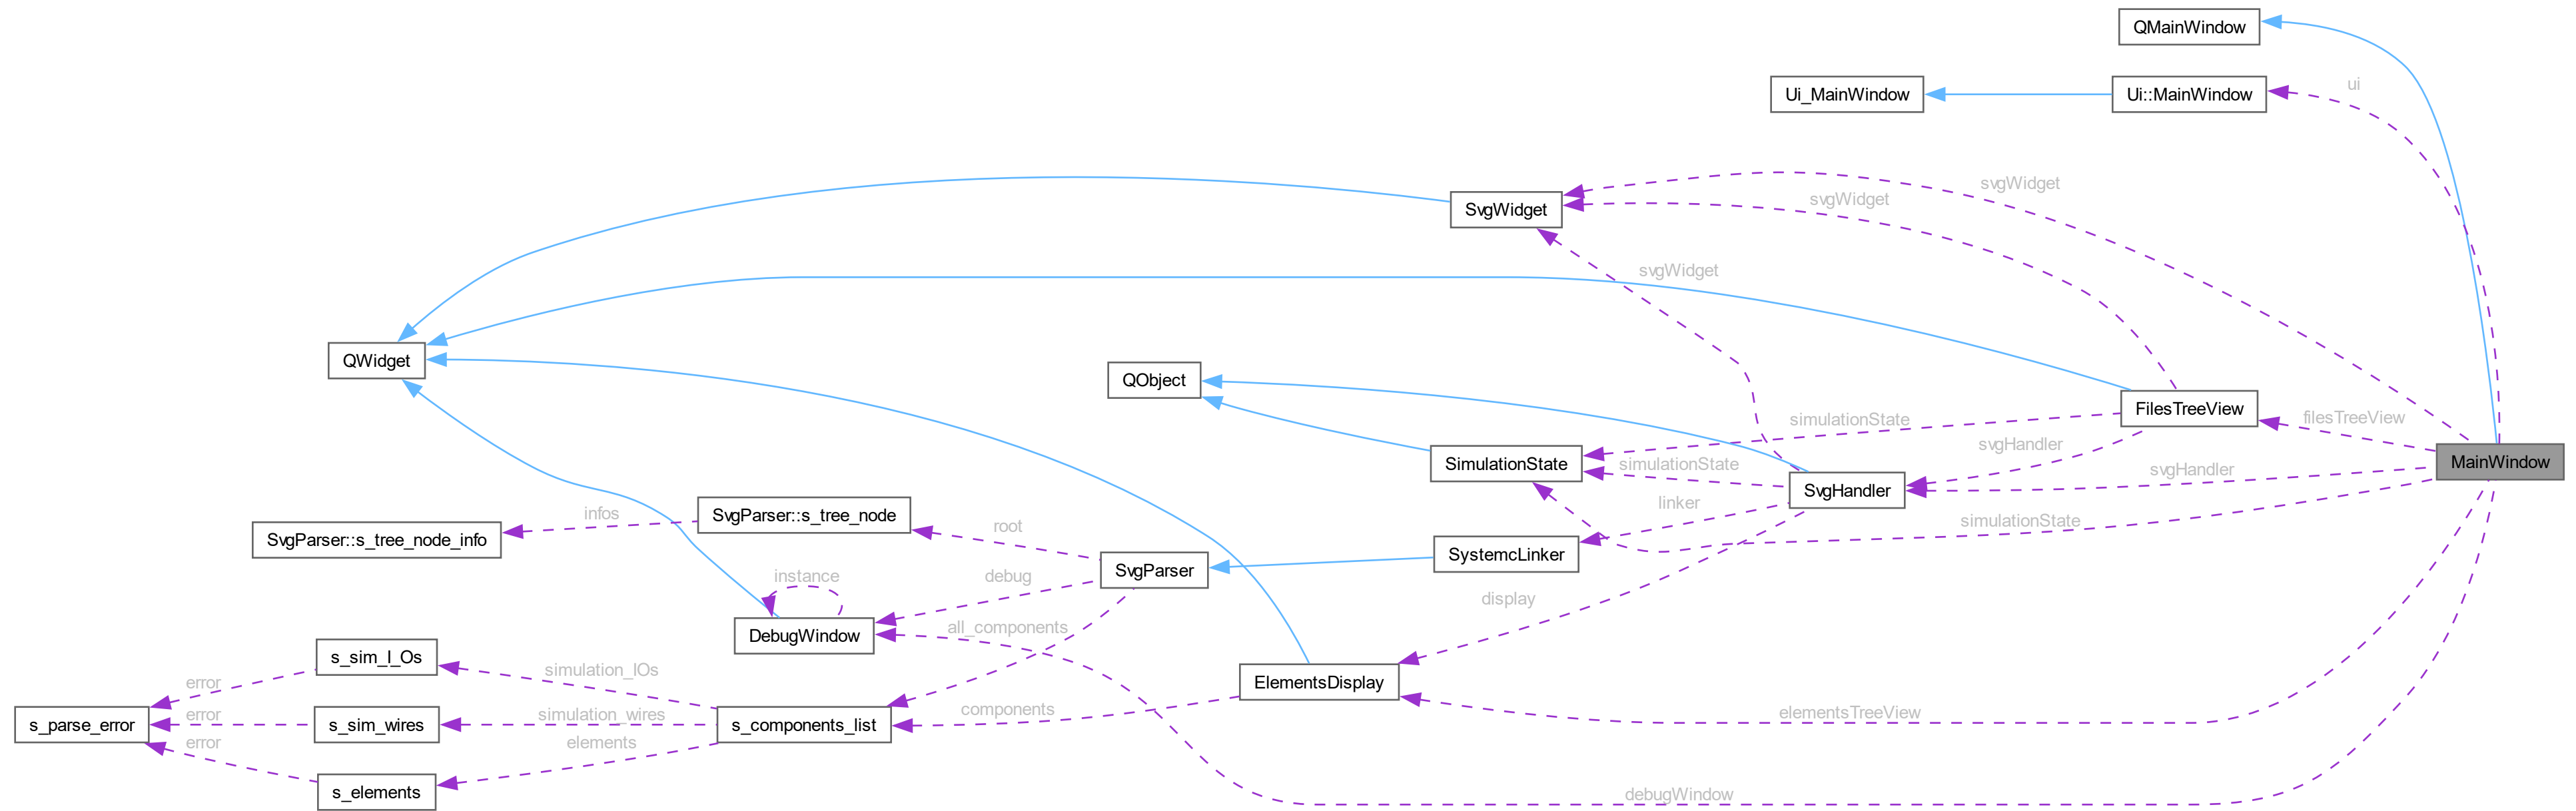 QMainWindow
Ui_MainWindow
Ui::MainWindow
ui
svgWidget
svgWidget
SvgWidget
svgWidget
QWidget
QObject
FilesTreeView
filesTreeView
simulationState
svgHandler
MainWindow
SimulationState
simulationState
svgHandler
SvgHandler
linker
simulationState
SvgParser::s_tree_node
infos
SvgParser::s_tree_node_info
root
SystemcLinker
SvgParser
instance
debug
display
DebugWindow
all_components
s_sim_I_Os
simulation_IOs
error
ElementsDisplay
components
elementsTreeView
s_parse_error
error
s_sim_wires
simulation_wires
s_components_list
error
elements
s_elements
debugWindow